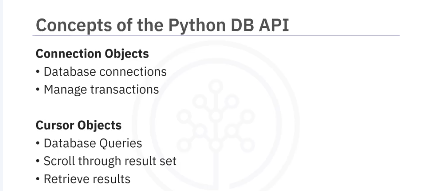 Concepts of the Python DB API
Connection Objects
• Database connections
• Manage transactions
Cursor Objects
• Database Queries
• Scroll through result set
• Retrieve results